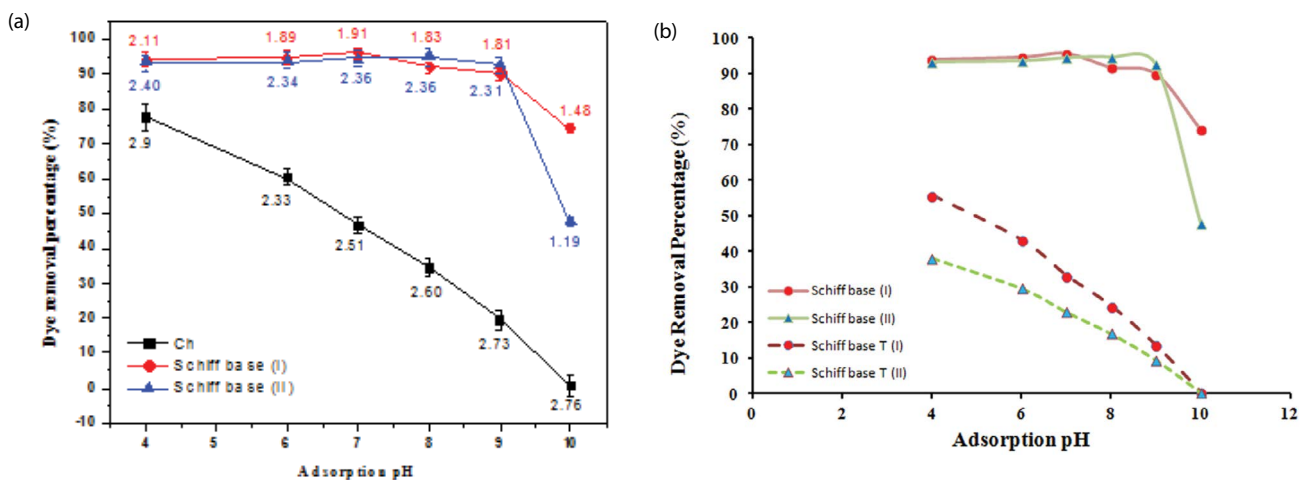 (a)
Dye removal percentage (%)
100
90
80
70
60
50
40
30
20
10
0
-10
2.11
1.89
1.91
1.83
1.81
1.48
2.40
2.34
2.36
2.36
2.31
1.19
2.9
2.33
2.51
2.60
2.73
2.76
Ch
Schiff base (I)
Schiff base (II)
4 5 6 7 8 9 10
Adsorption pH
(b)
Dye Removal Percentage (%)
100
90
80
70
60
50
40
30
20
10
0
Schiff base (I)
Schiff base (II)
Schiff base T (I)
Schiff base T (II)
0 2 4 6 8 10 12
Adsorption pH